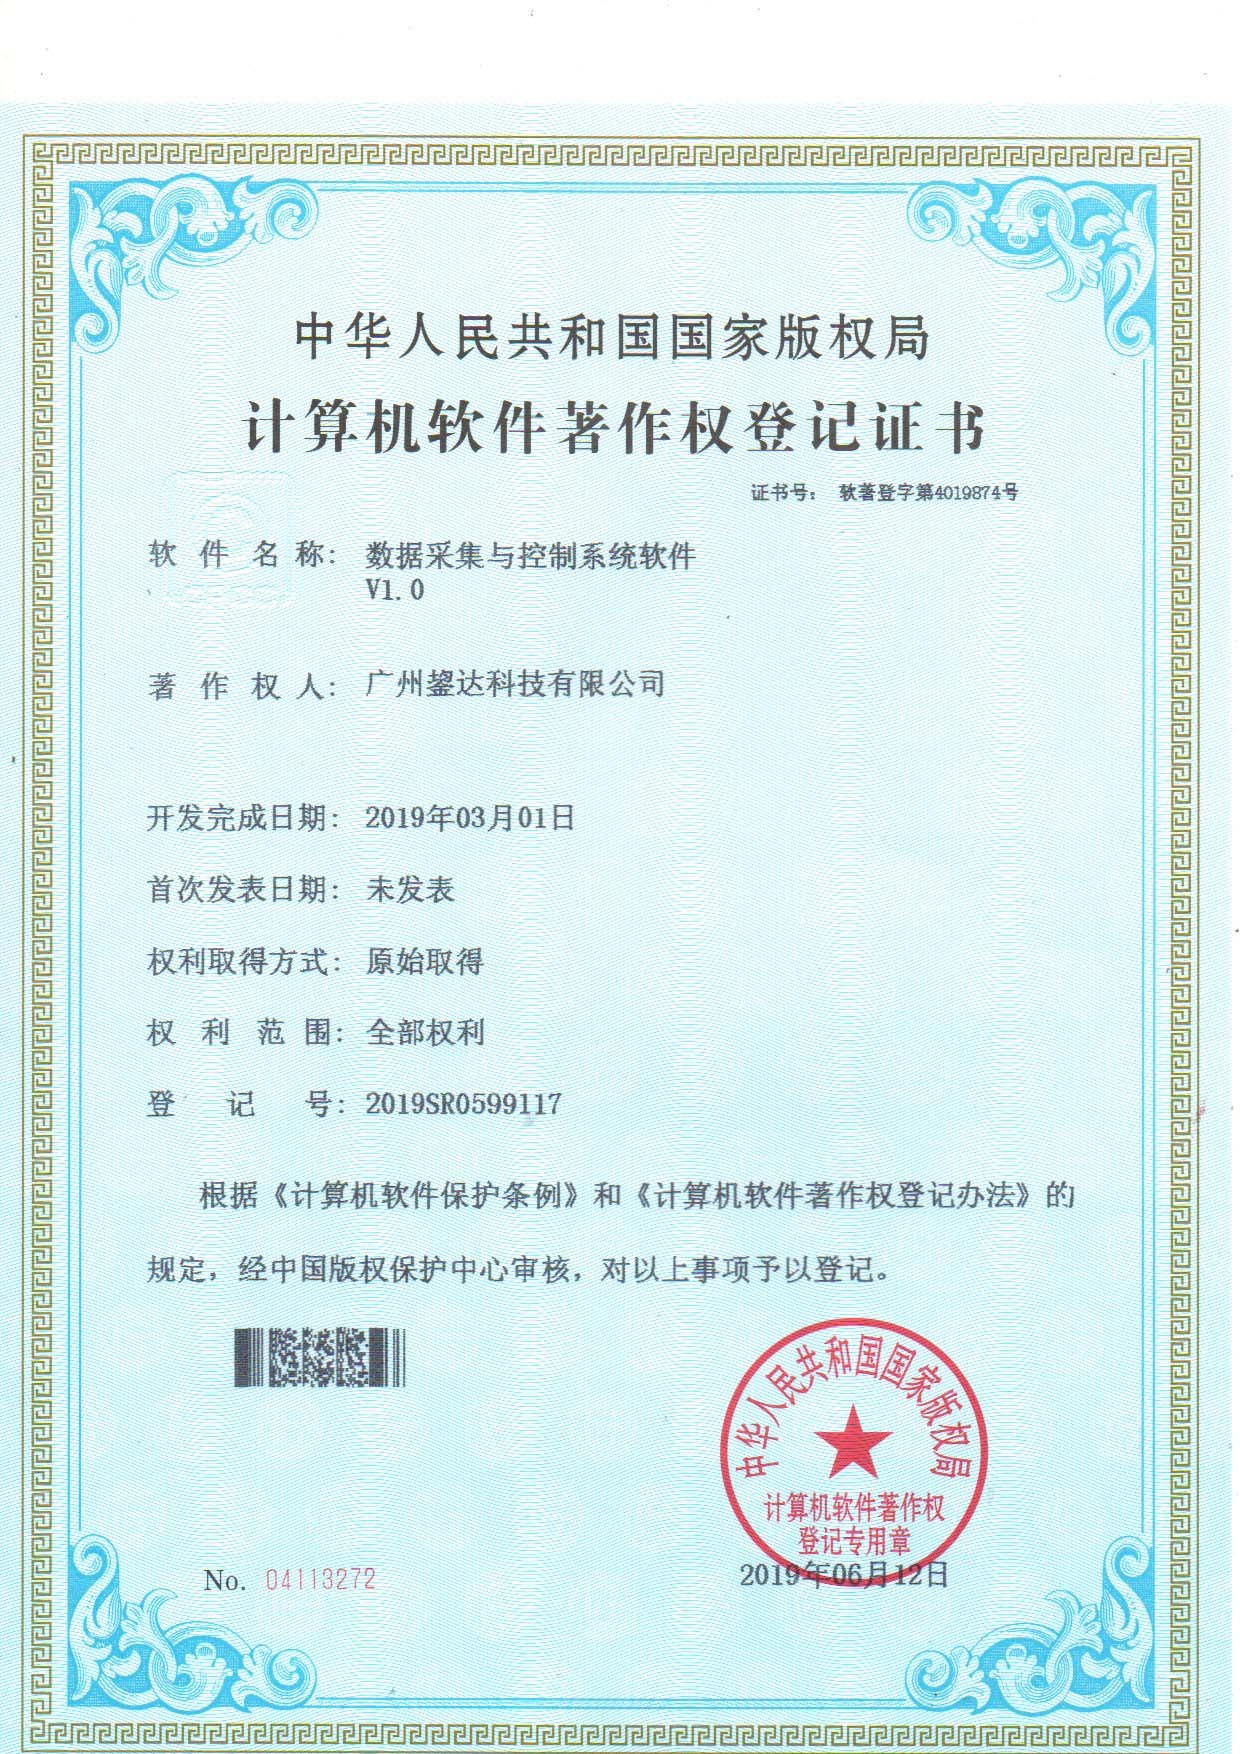 中华人民共和国国家版权局
计算机软件著作权登记证书
证书号： 软著登字第4019874号
软件名称： 数据采集与控制系统软件
V1.0
著作权人： 广州鋆达科技有限公司
开发完成日期： 2019年03月01日
首次发表日期： 未发表
权利取得方式： 原始取得
权利范围： 全部权利
登记号： 2019SR0599117
根据《计算机软件保护条例》和《计算机软件著作权登记办法》的
规定，经中国版权保护中心审核，对以上事项予以登记。
中华人民共和国国家版权局
计算机软件著作权
登记专用章
No. 04113272
2019年06月12日